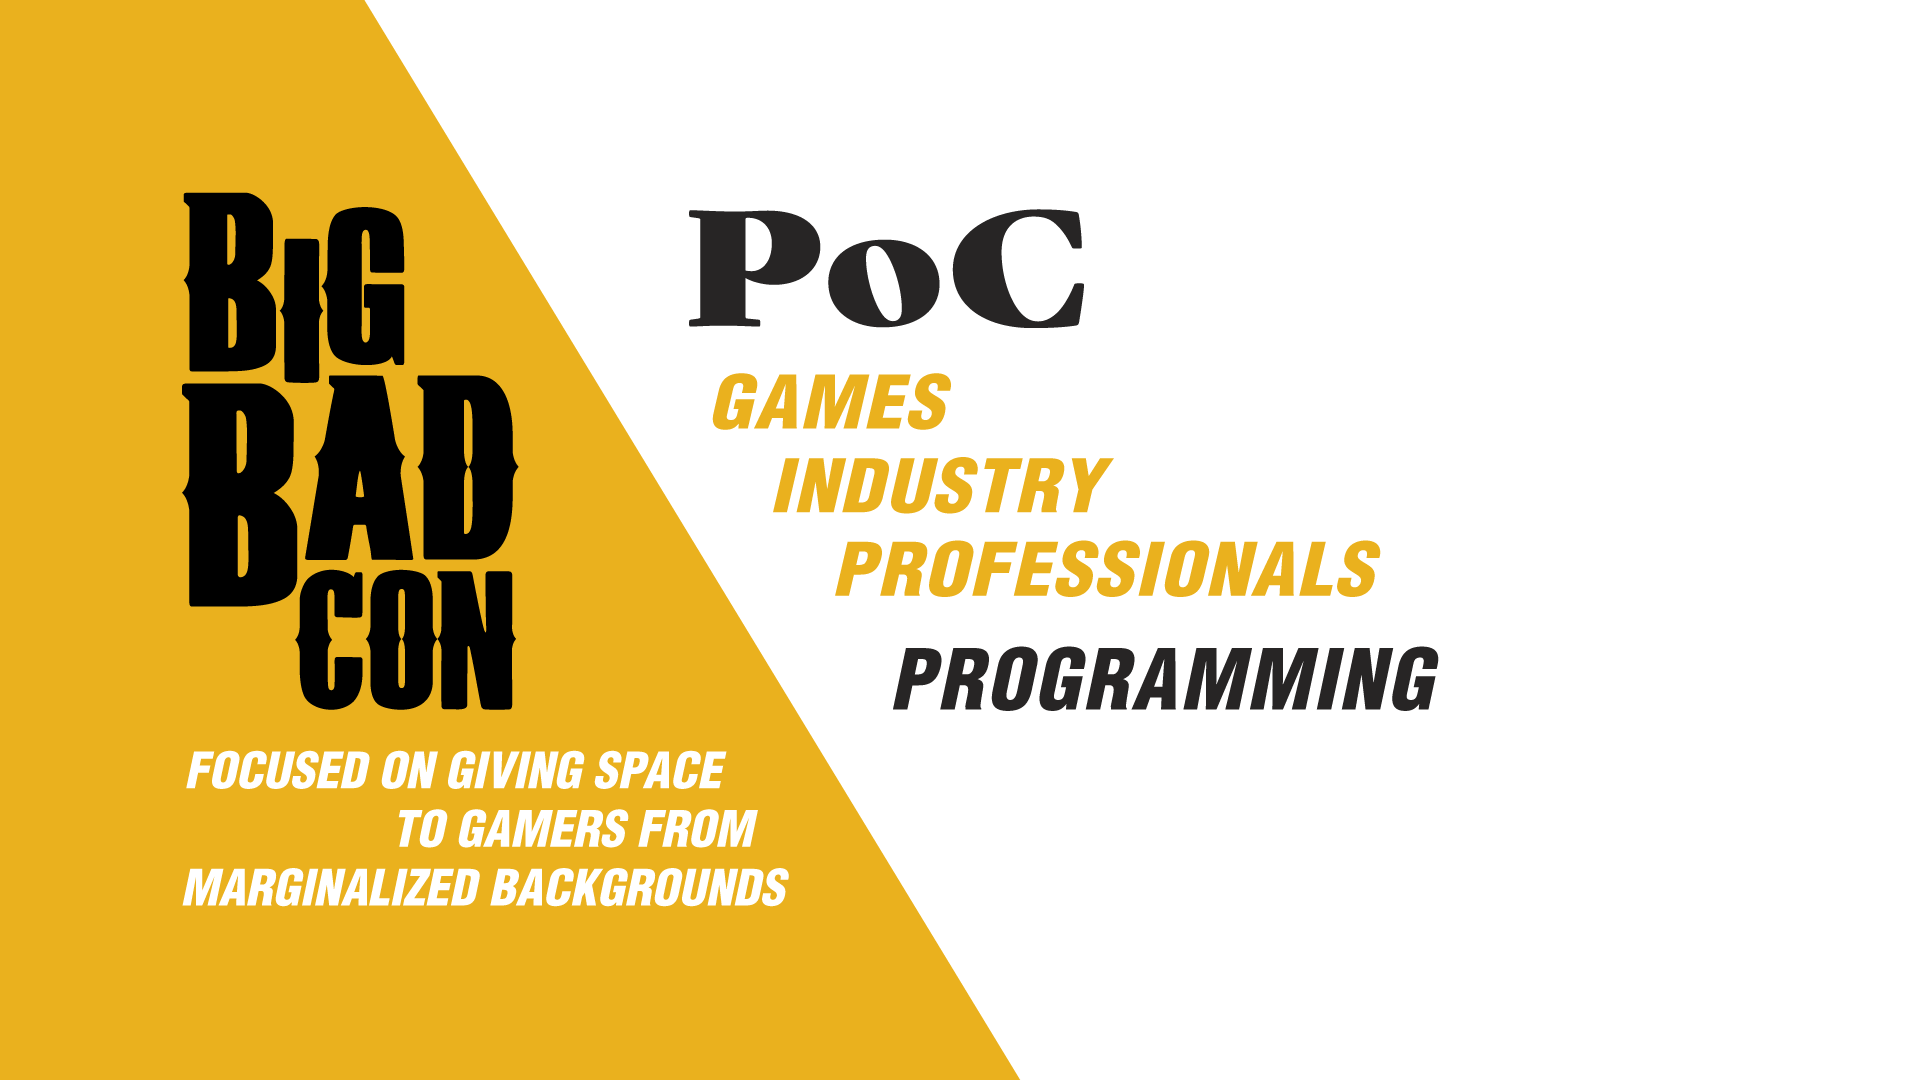 BIG
BAD
CON
FOCUSED ON GIVING SPACE
TO GAMERS FROM
MARGINALIZED BACKGROUNDS
PoC
GAMES
INDUSTRY
PROFESSIONALS
PROGRAMMING